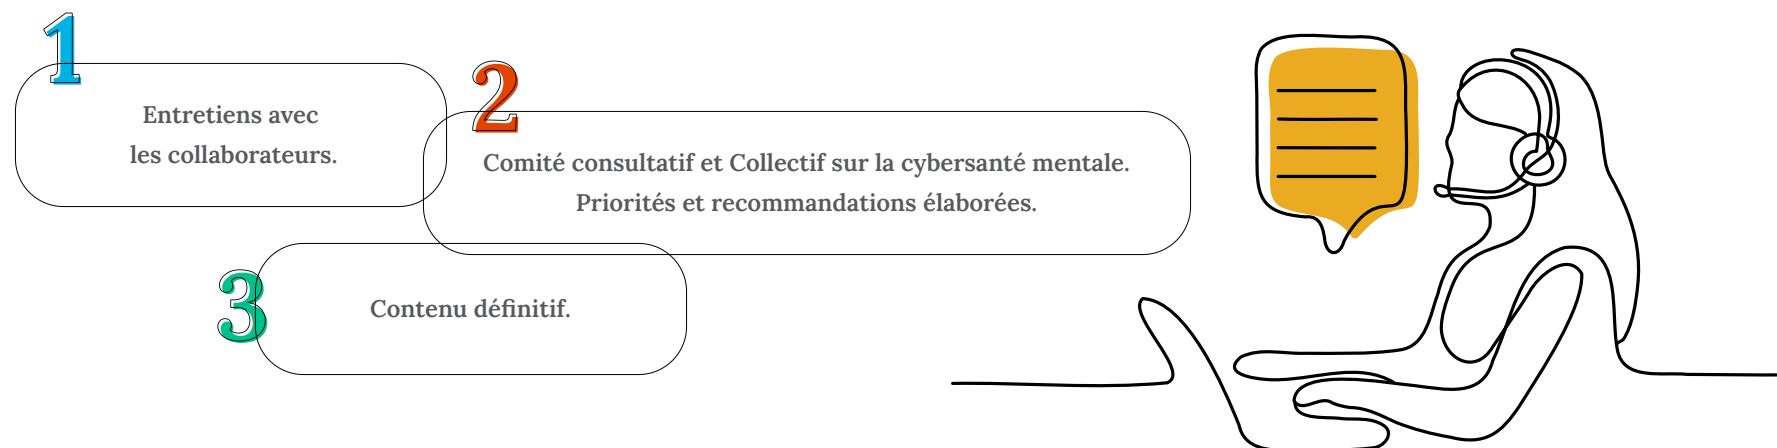 1
Entretiens avec
les collaborateurs.
2
Comité consultatif et Collectif sur la cybersanté mentale.
Priorités et recommandations élaborées.
3
Contenu définitif.